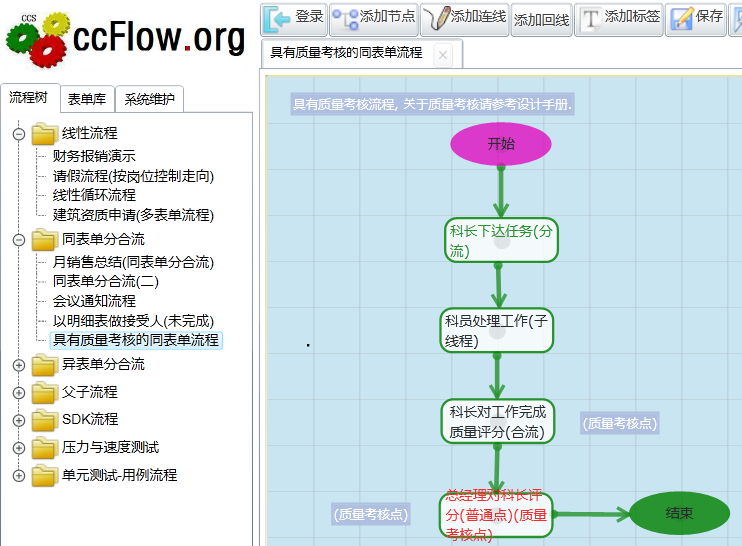 CCS
ccFlow.org
登录
添加节点
添加连线
添加回线
添加标签
保存
具有质量考核的同表单流程
流程树
表单库
系统维护
线性流程
财务报销演示
请假流程(按岗位控制走向)
线性循环流程
建筑资质申请(多表单流程)
同表单分合流
月销售总结(同表单分合流)
同表单分合流(二)
会议通知流程
以明细表做接受人(未完成)
具有质量考核的同表单流程
异表单分合流
父子流程
SDK流程
压力与速度测试
单元测试-用例流程
具有质量考核流程, 关于质量考核请参考设计手册.
开始
科长下达任务(分
流)
科员处理工作(子
线程)
科长对工作完成
质量评分(合流)
(质量考核点)
总经理对科长评
分(普通点)(质量
考核点)
(质量考核点)
结束